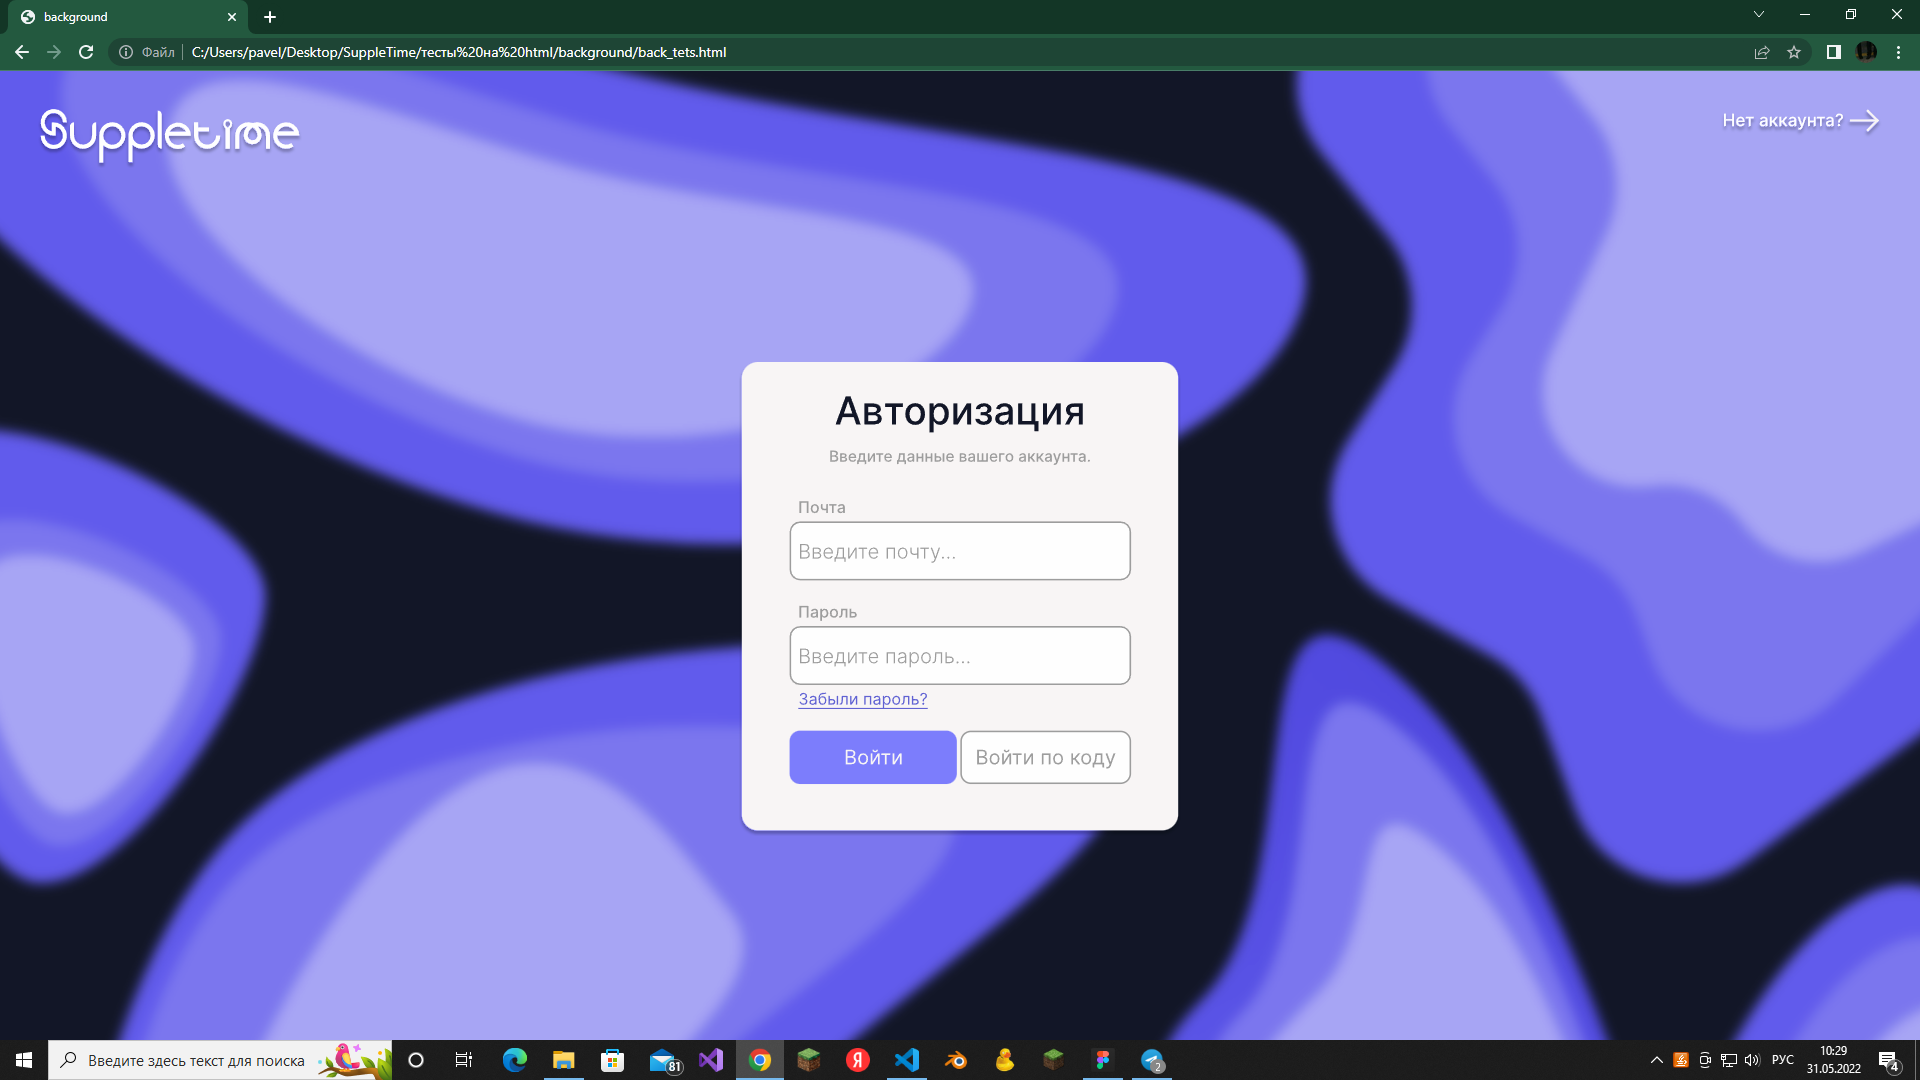 background
Файл
C:/Users/pavel/Desktop/SuppleTime/тесты%20на%20html/background/back_tets.html
Suppletime
Нет аккаунта?
Авторизация
Введите данные вашего аккаунта.
Почта
Введите почту...
Пароль
Введите пароль...
Забыли пароль?
Войти
Войти по коду
Введите здесь текст для поиска
81
Я
2
РУС
10:29
31.05.2022
4